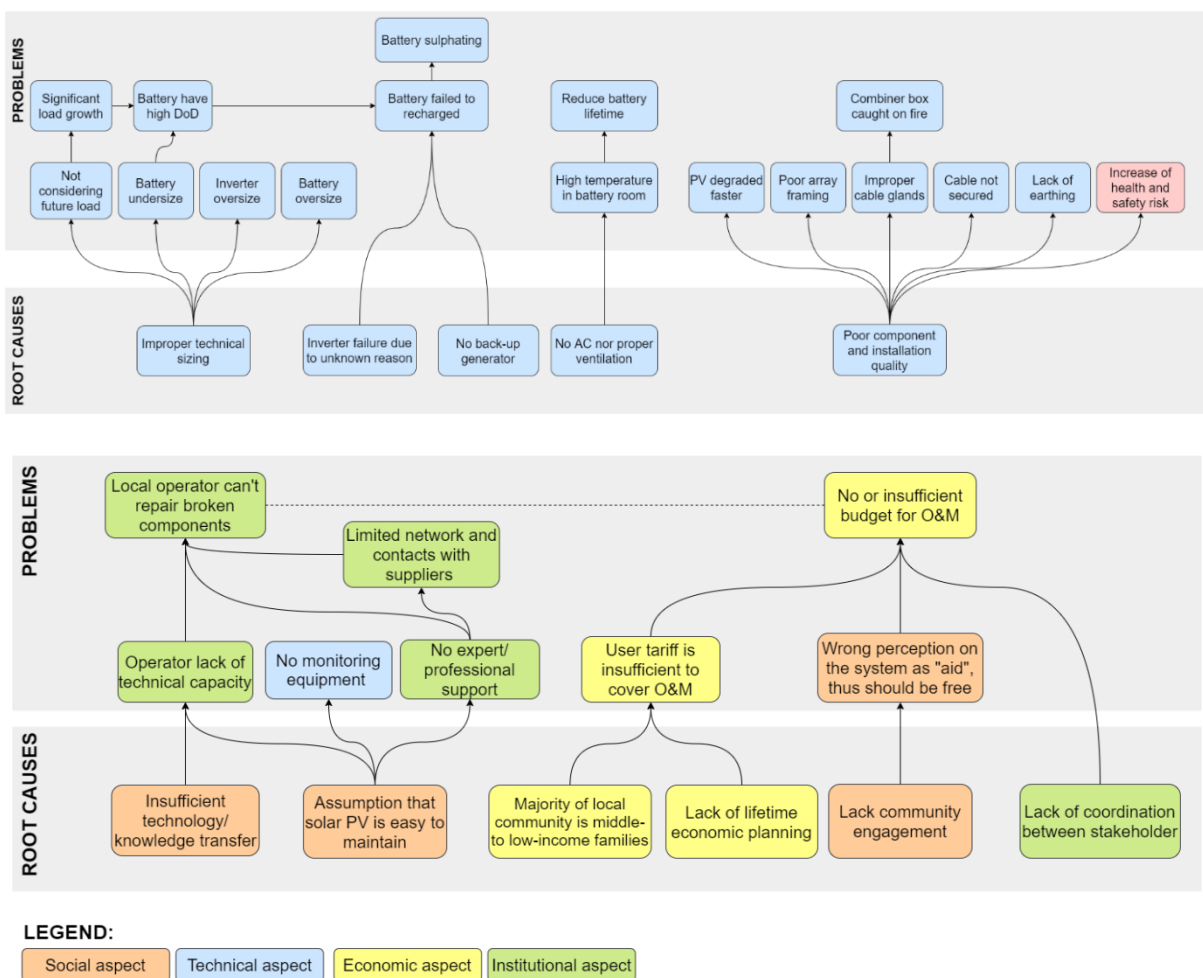 PROBLEMS
Battery sulphating
Significant
load growth
Battery have
high DoD
Battery failed to
recharged
Reduce battery
lifetime
Combiner box
caught on fire
Not
considering
future load
Battery
undersize
Inverter
oversize
Battery
oversize
High temperature
in battery room
PV degraded
faster
Poor array
framing
Improper
cable glands
Cable not
secured
Lack of
earthing
Increase of
health and
safety risk
ROOT CAUSES
Improper technical
sizing
Inverter failure due
to unknown reason
No back-up
generator
No AC nor proper
ventilation
Poor component
and installation
quality
PROBLEMS
Local operator can't
repair broken
components
No or insufficient
budget for O&M
Limited network and
contacts with
suppliers
Operator lack of
technical capacity
No monitoring
equipment
No expert/
professional
support
User tariff is
insufficient to
cover O&M
Wrong perception on
the system as "aid",
thus should be free
ROOT CAUSES
Insufficient
technology/
knowledge transfer
Assumption that
solar PV is easy to
maintain
Majority of local
community is middle-
to low-income families
Lack of lifetime
economic planning
Lack community
engagement
Lack of coordination
between stakeholder
LEGEND:
Social aspect
Technical aspect
Economic aspect
Institutional aspect